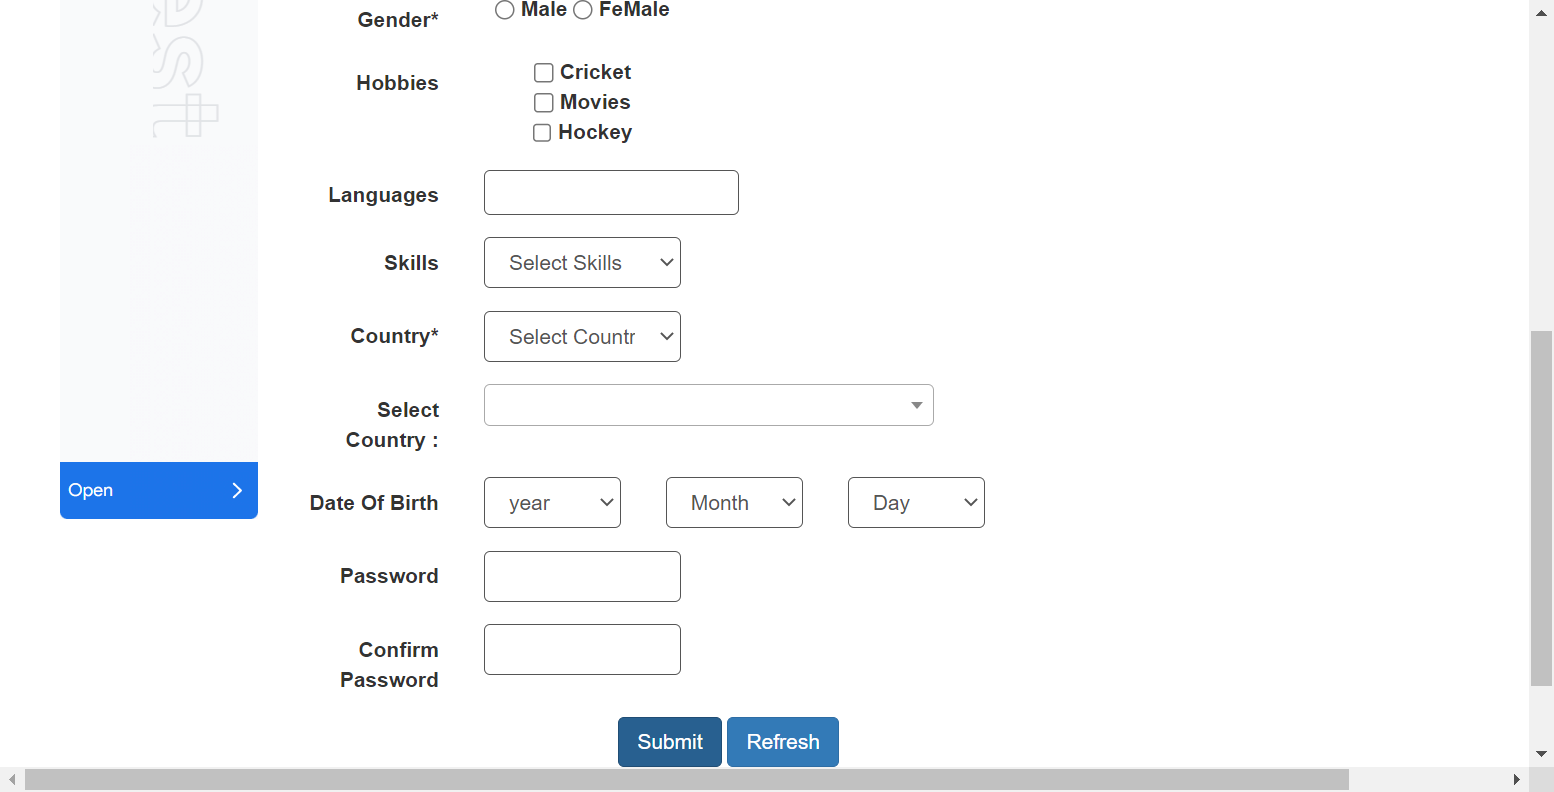 Gender* Male FeMale
Hobbies Cricket
Movies
Hockey
Languages
Skills Select Skills
Country* Select Countr
Select
Country :
Open
Date Of Birth year Month Day
Password
Confirm
Password
Submit Refresh